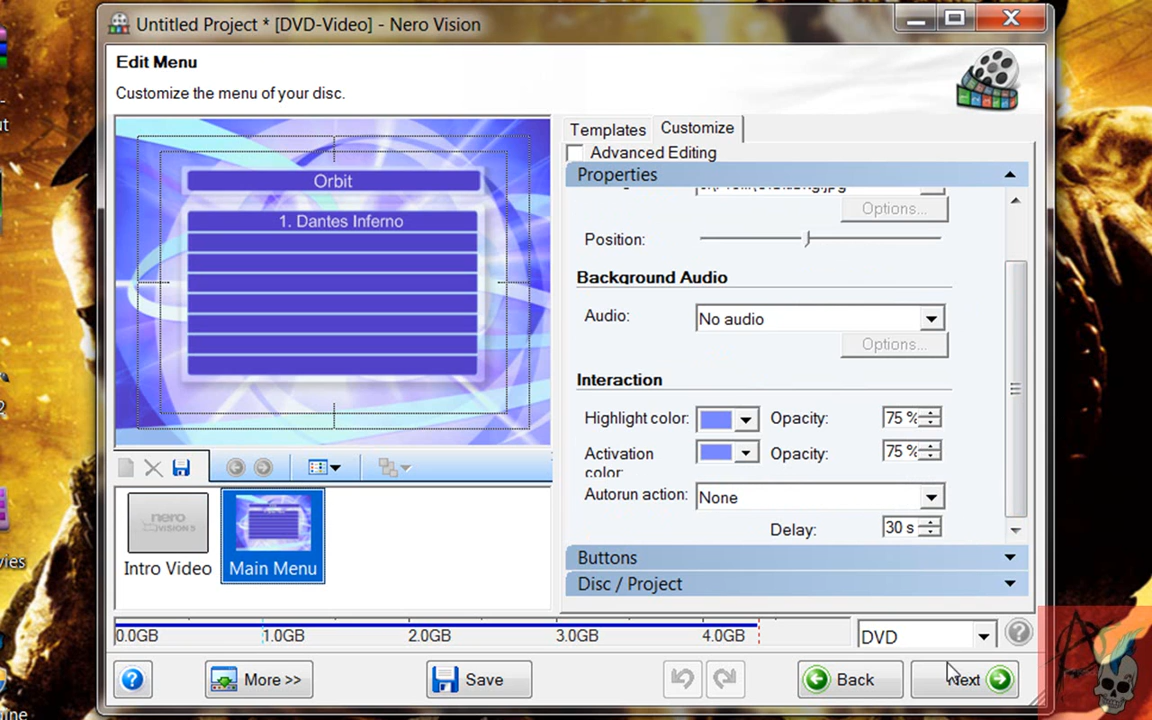 Untitled Project * [DVD-Video] - Nero Vision
Edit Menu
Customize the menu of your disc.
Templates
Customize
Advanced Editing
Properties
Options...
Position:
Background Audio
Audio:
No audio
Options...
Interaction
Highlight color:
Opacity:
75 %
Activation
color:
Opacity:
75 %
Autorun action:
None
Delay:
30 s
Buttons
Disc / Project
Orbit
1. Dantes Inferno
nero
VISION 5
Intro Video
Main Menu
0.0GB
1.0GB
2.0GB
3.0GB
4.0GB
DVD
More >>
Save
Back